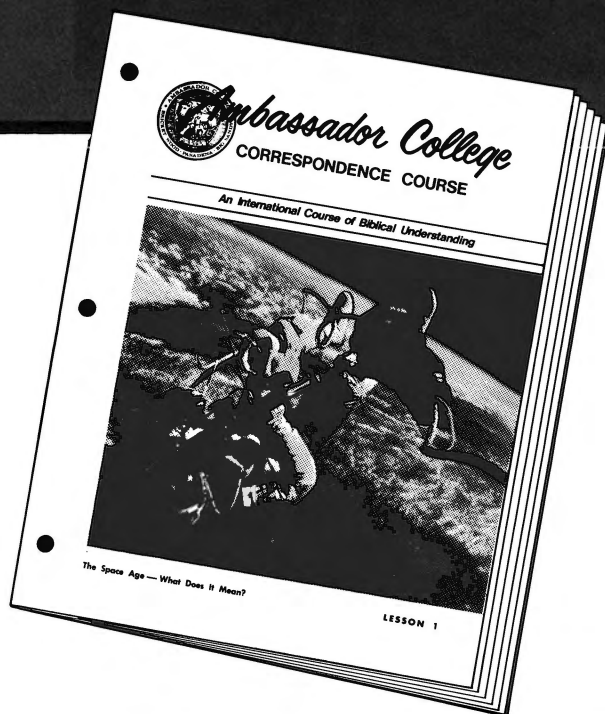 Ambassador College
CORRESPONDENCE COURSE
An International Course of Biblical Understanding
The Space Age — What Does It Mean?
LESSON 1